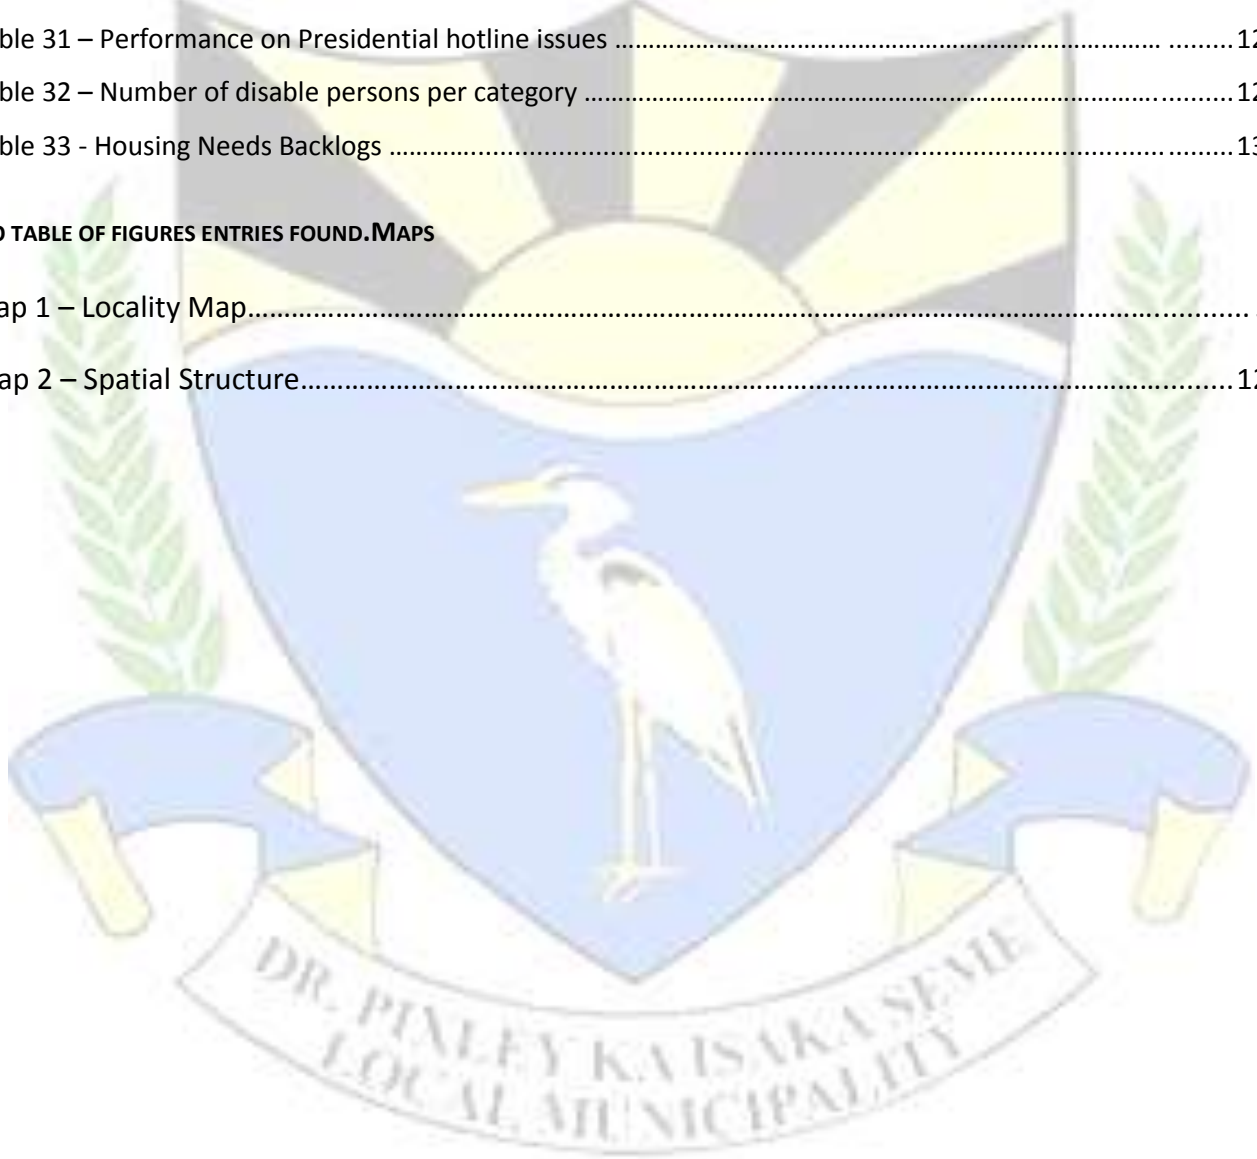 ble 31 – Performance on Presidential hotline issues .......................................................................... 12
ble 32 – Number of disable persons per category .......................................................................... 12
ble 33 - Housing Needs Backlogs .......................................................................... 13
O TABLE OF FIGURES ENTRIES FOUND.MAPS
ap 1 – Locality Map..........................................................................
ap 2 – Spatial Structure.......................................................................... 12
DR. PIXLEY KA ISAKA SEME
LOCAL MUNICIPALITY